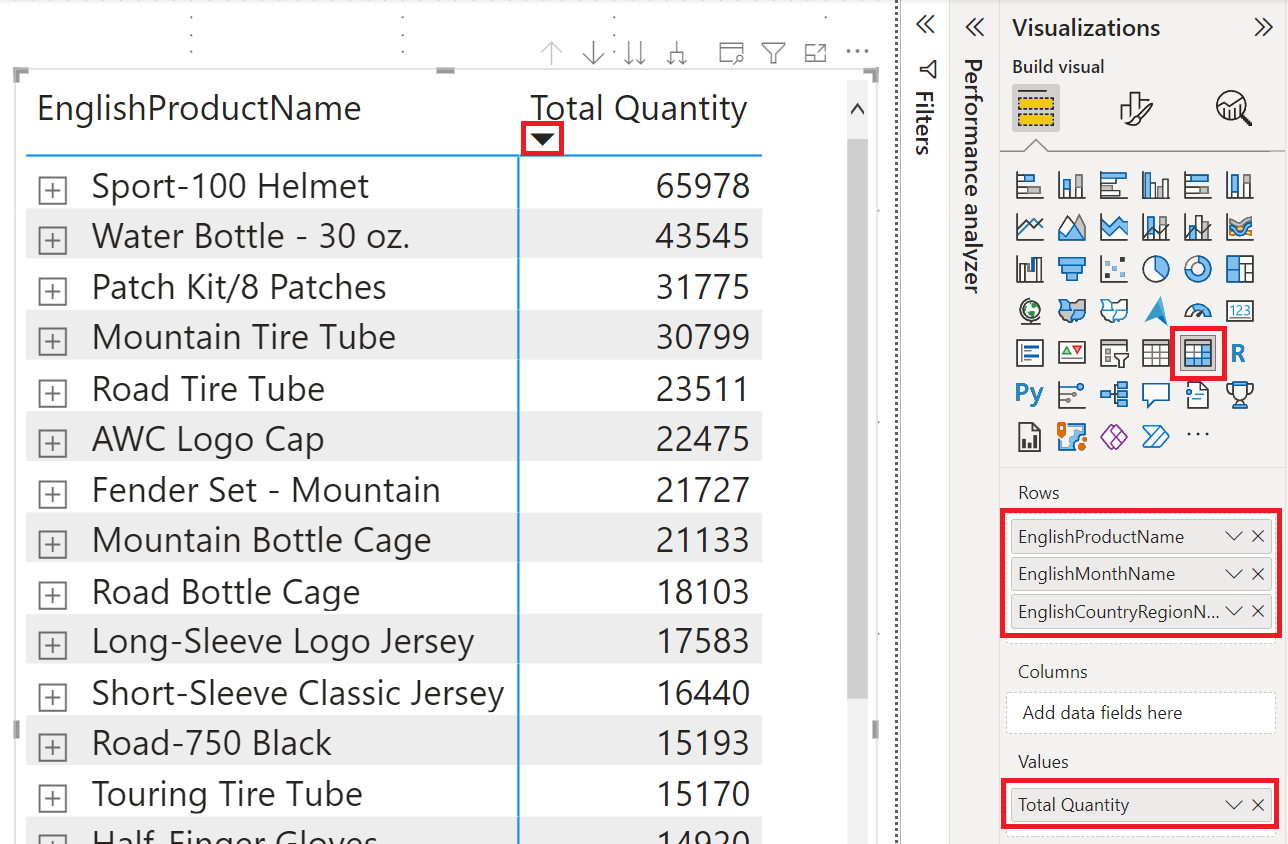 EnglishProductName Total Quantity
Sport-100 Helmet 65978
Water Bottle - 30 oz. 43545
Patch Kit/8 Patches 31775
Mountain Tire Tube 30799
Road Tire Tube 23511
AWC Logo Cap 22475
Fender Set - Mountain 21727
Mountain Bottle Cage 21133
Road Bottle Cage 18103
Long-Sleeve Logo Jersey 17583
Short-Sleeve Classic Jersey 16440
Road-750 Black 15193
Touring Tire Tube 15170
Half-Finger Gloves 14920
Filters
Performance analyzer
Visualizations
Build visual
123
R
Py
Rows
EnglishProductName
EnglishMonthName
EnglishCountryRegionN...
Columns
Add data fields here
Values
Total Quantity